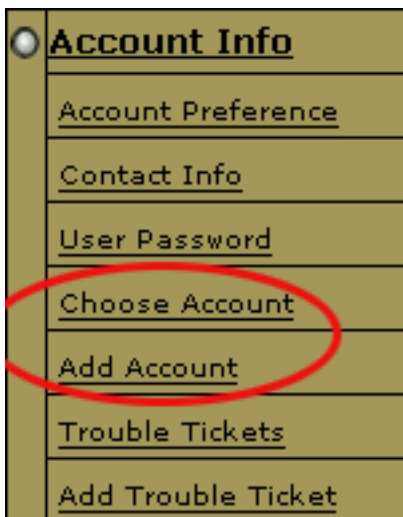 Account Info
Account Preference
Contact Info
User Password
Choose Account
Add Account
Trouble Tickets
Add Trouble Ticket